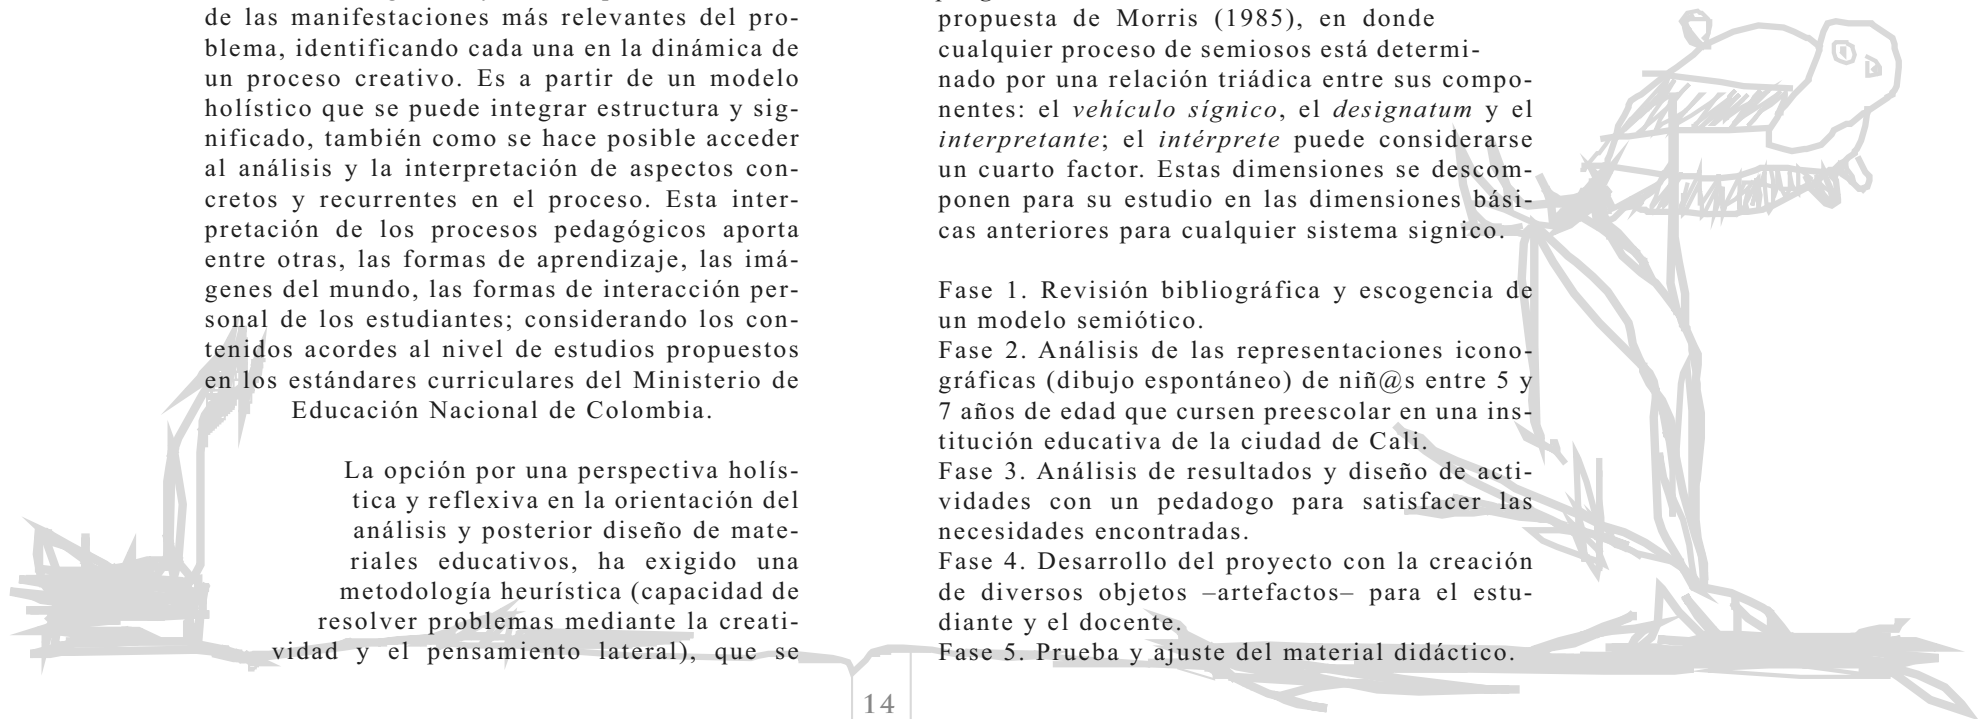 de las manifestaciones más relevantes del pro-
blema, identificando cada una en la dinámica de
un proceso creativo. Es a partir de un modelo
holístico que se puede integrar estructura y sig-
nificado, también como se hace posible acceder
al análisis y la interpretación de aspectos con-
cretos y recurrentes en el proceso. Esta inter-
pretación de los procesos pedagógicos aporta
entre otras, las formas de aprendizaje, las imá-
genes del mundo, las formas de interacción per-
sonal de los estudiantes; considerando los con-
tenidos acordes al nivel de estudios propuestos
en los estándares curriculares del Ministerio de
Educación Nacional de Colombia.
La opción por una perspectiva holís-
tica y reflexiva en la orientación del
análisis y posterior diseño de mate-
riales educativos, ha exigido una
metodología heurística (capacidad de
resolver problemas mediante la creati-
vidad y el pensamiento lateral), que se
propuesta de Morris (1985), en donde
cualquier proceso de semiosos está determi-
nado por una relación triádica entre sus compo-
nentes: el vehículo sígnico, el designatum y el
interpretante; el intérprete puede considerarse
un cuarto factor. Estas dimensiones se descom-
ponen para su estudio en las dimensiones bási-
cas anteriores para cualquier sistema signico.
Fase 1. Revisión bibliográfica y escogencia de
un modelo semiótico.
Fase 2. Análisis de las representaciones icono-
gráficas (dibujo espontáneo) de niñ@s entre 5 y
7 años de edad que cursen preescolar en una ins-
titución educativa de la ciudad de Cali.
Fase 3. Análisis de resultados y diseño de acti-
vidades con un pedadogo para satisfacer las
necesidades encontradas.
Fase 4. Desarrollo del proyecto con la creación
de diversos objetos –artefactos– para el estu-
diante y el docente.
Fase 5. Prueba y ajuste del material didáctico.
14